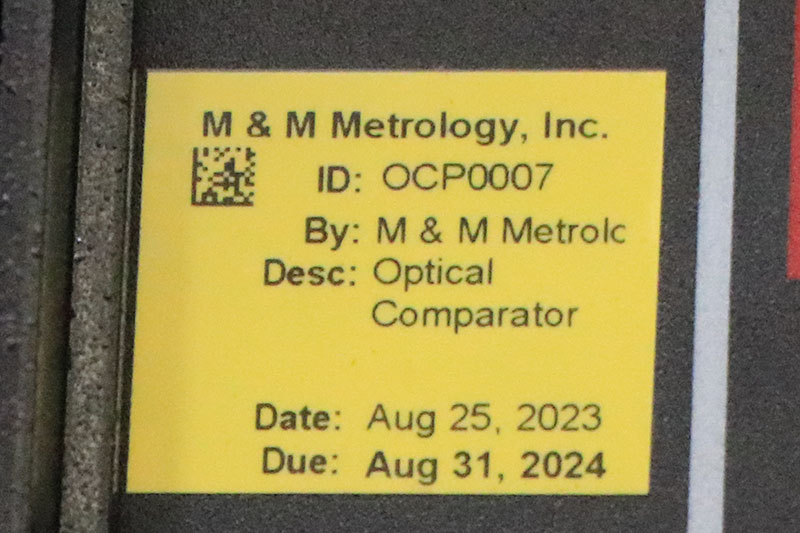 M & M Metrology, Inc.
ID: OCP0007
By: M & M Metrolc
Desc: Optical
Comparator
Date: Aug 25, 2023
Due: Aug 31, 2024